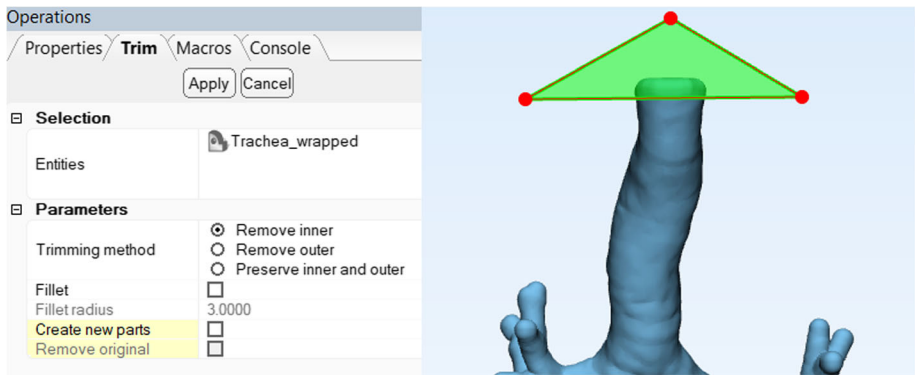 Operations
Properties Trim Macros Console
Apply Cancel
Selection
Entities Trachea_wrapped
Parameters
Trimming method Remove inner
Remove outer
Preserve inner and outer
Fillet
Fillet radius 3.0000
Create new parts
Remove original